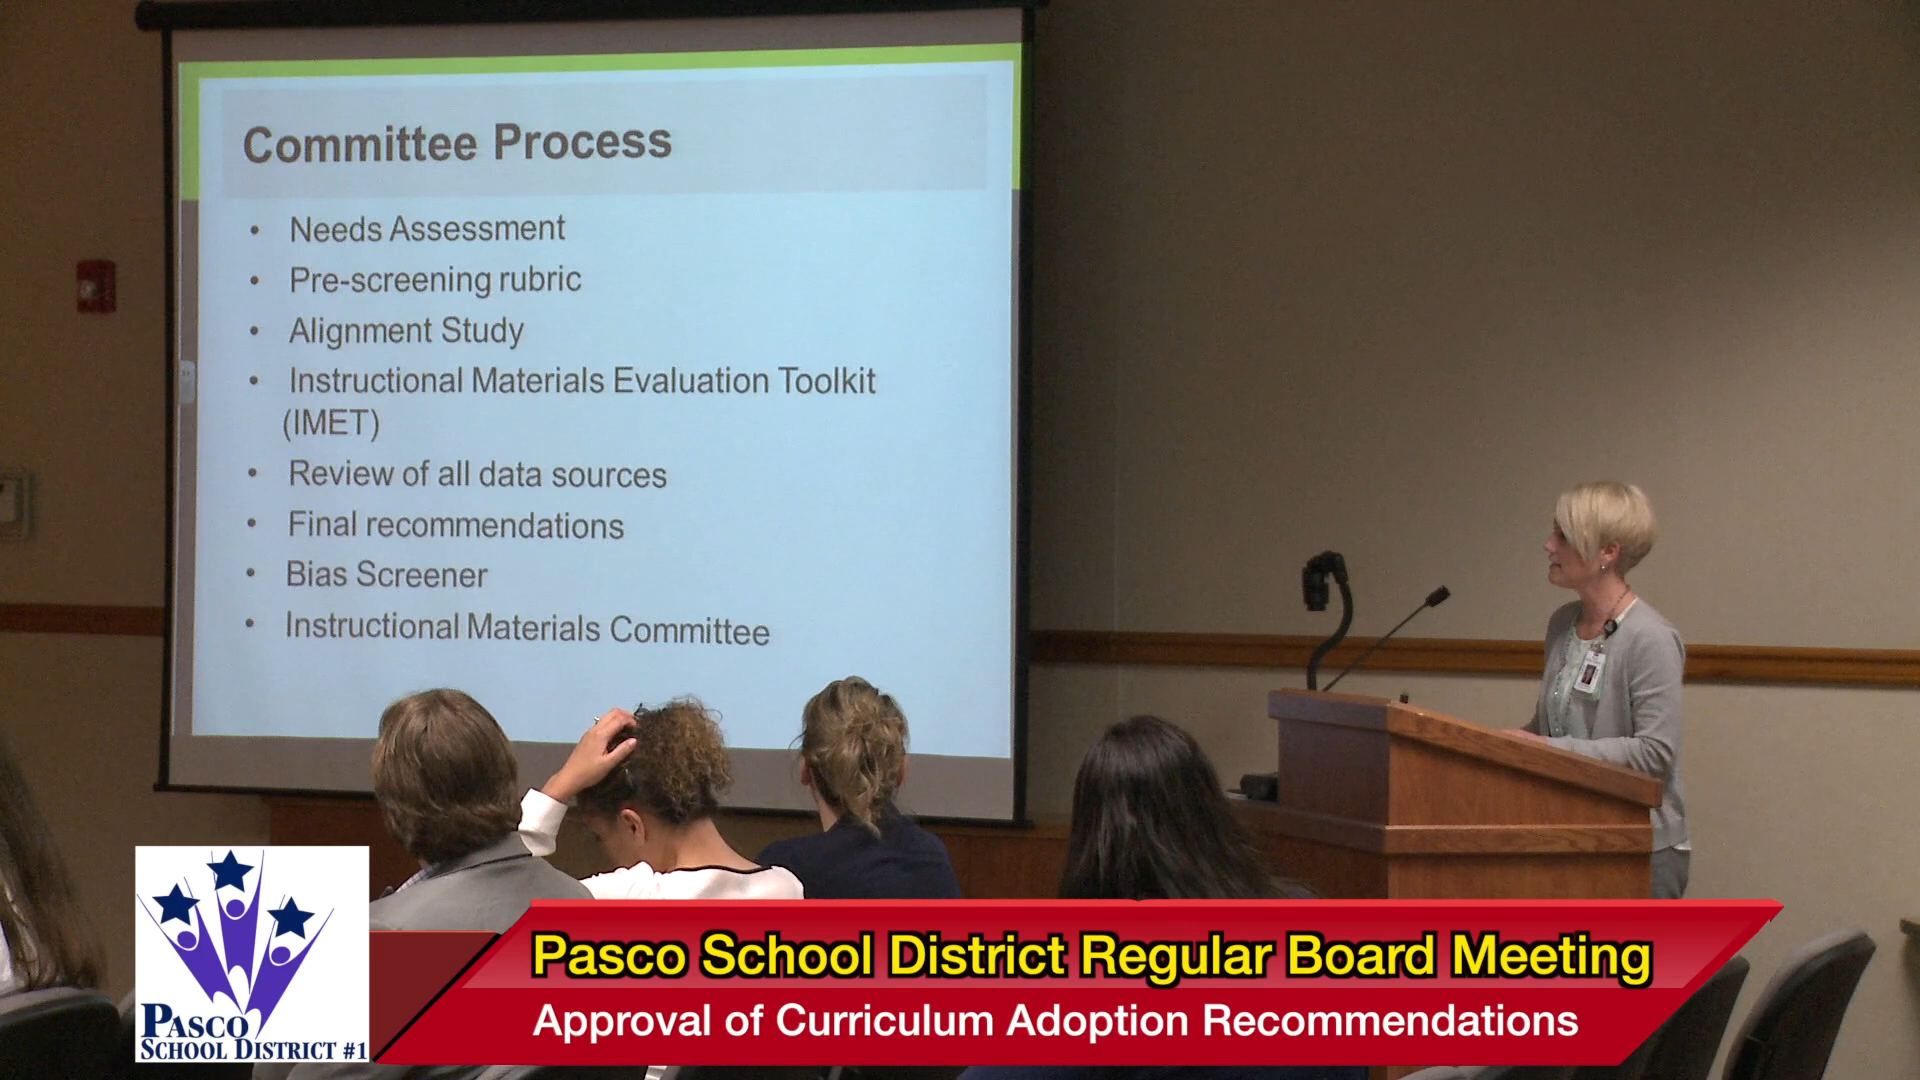 Committee Process
• Needs Assessment
• Pre-screening rubric
• Alignment Study
• Instructional Materials Evaluation Toolkit
(IMET)
• Review of all data sources
• Final recommendations
• Bias Screener
• Instructional Materials Committee
PASCO
SCHOOL DISTRICT #1
Pasco School District Regular Board Meeting
Approval of Curriculum Adoption Recommendations